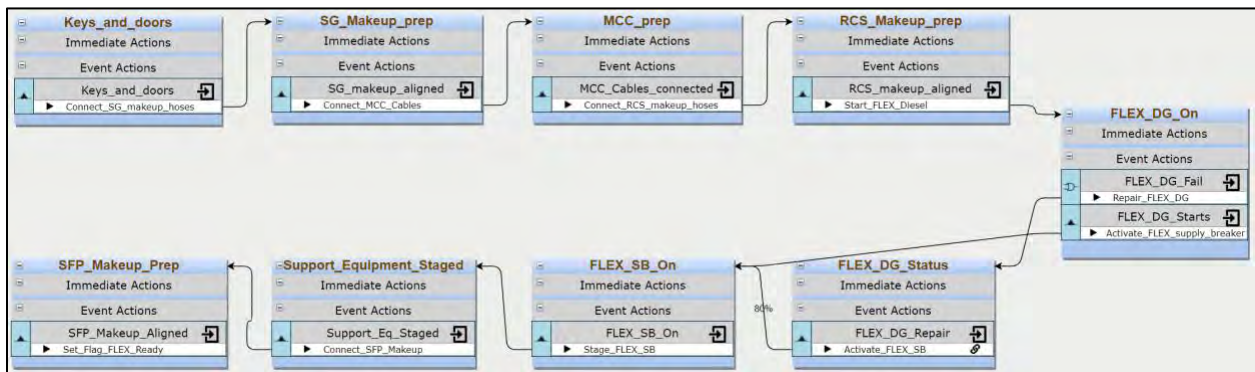 Keys_and_doors
Immediate Actions
Event Actions
Keys_and_doors
Connect_SG_makeup_hoses
SG_Makeup_prep
Immediate Actions
Event Actions
SG_makeup_aligned
Connect_MCC_Cables
MCC_prep
Immediate Actions
Event Actions
MCC_Cables_connected
Connect_RCS_makeup_hoses
RCS_Makeup_prep
Immediate Actions
Event Actions
RCS_makeup_aligned
Start_FLEX_Diesel
FLEX_DG_On
Immediate Actions
Event Actions
FLEX_DG_Fail
Repair_FLEX_DG
FLEX_DG_Starts
Activate_FLEX_supply_breaker
SFP_Makeup_Prep
Immediate Actions
Event Actions
SFP_Makeup_Aligned
Set_Flag_FLEX_Ready
Support_Equipment_Staged
Immediate Actions
Event Actions
Support_Eq_Staged
Connect_SFP_Makeup
FLEX_SB_On
Immediate Actions
Event Actions
FLEX_SB_On
Stage_FLEX_SB
80%
FLEX_DG_Status
Immediate Actions
Event Actions
FLEX_DG_Repair
Activate_FLEX_SB